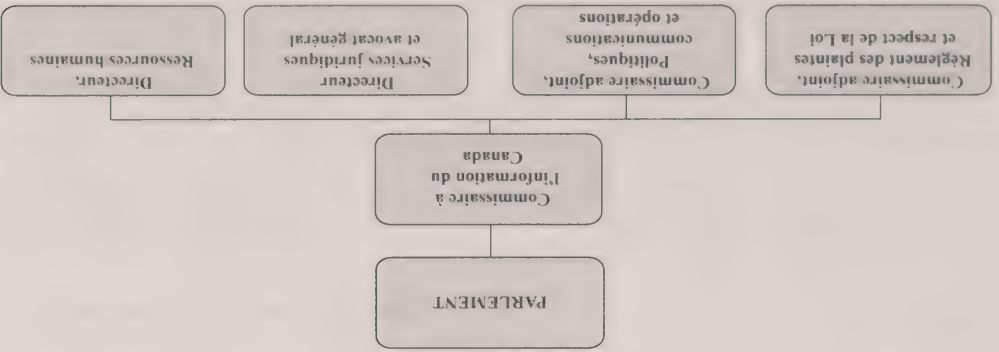 PARLEMENT
Commissaire à
l'information du
Canada
Commissaire adjoint,
Règlement des plaintes
et respect de la Loi
Commissaire adjoint,
Politiques,
communications
et opérations
Directeur
Services juridiques
et avocat général
Directeur,
Ressources humaines